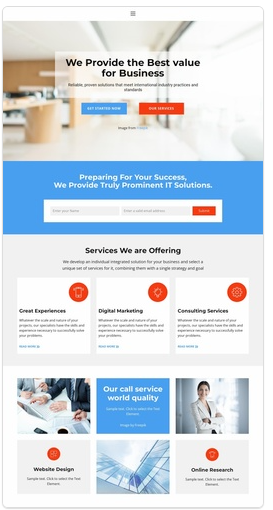 We Provide the Best value
for Business
Reliable, proven solutions that meet international industry practices and
standards
GET STARTED NOW
OUR SERVICES
Image from Freepik
Preparing For Your Success,
We Provide Truly Prominent IT Solutions.
Enter your Name
Enter a valid email address
Submit
Services We are Offering
We develop an individual integrated solution for your business and select a
unique set of services for it, combining them with a single strategy and goal
Great Experiences
Whatever the scale and nature of your
projects, our specialists have the skills and
experience necessary to successfully solve
your problems.
READ MORE
Digital Marketing
Whatever the scale and nature of your
projects, our specialists have the skills and
experience necessary to successfully solve
your problems.
READ MORE
Consulting Services
Whatever the scale and nature of your
projects, our specialists have the skills and
experience necessary to successfully solve
your problems.
READ MORE
Our call service
world quality
Sample text. Click to select the Text
Element.
Image by Freepik
Website Design
Sample text. Click to select the Text
Element.
Online Research
Sample text. Click to select the Text
Element.